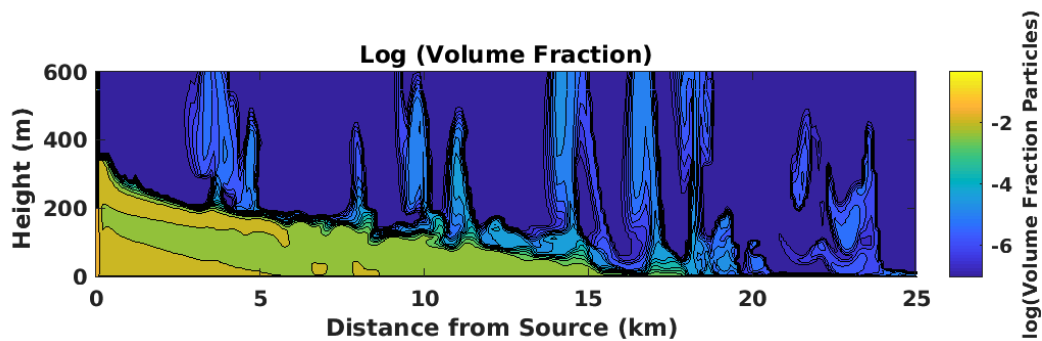 Log (Volume Fraction)
Height (m)
600
400
200
0
0 5 10 15 20 25
Distance from Source (km)
-2
-4
-6
log(Volume Fraction Particles)